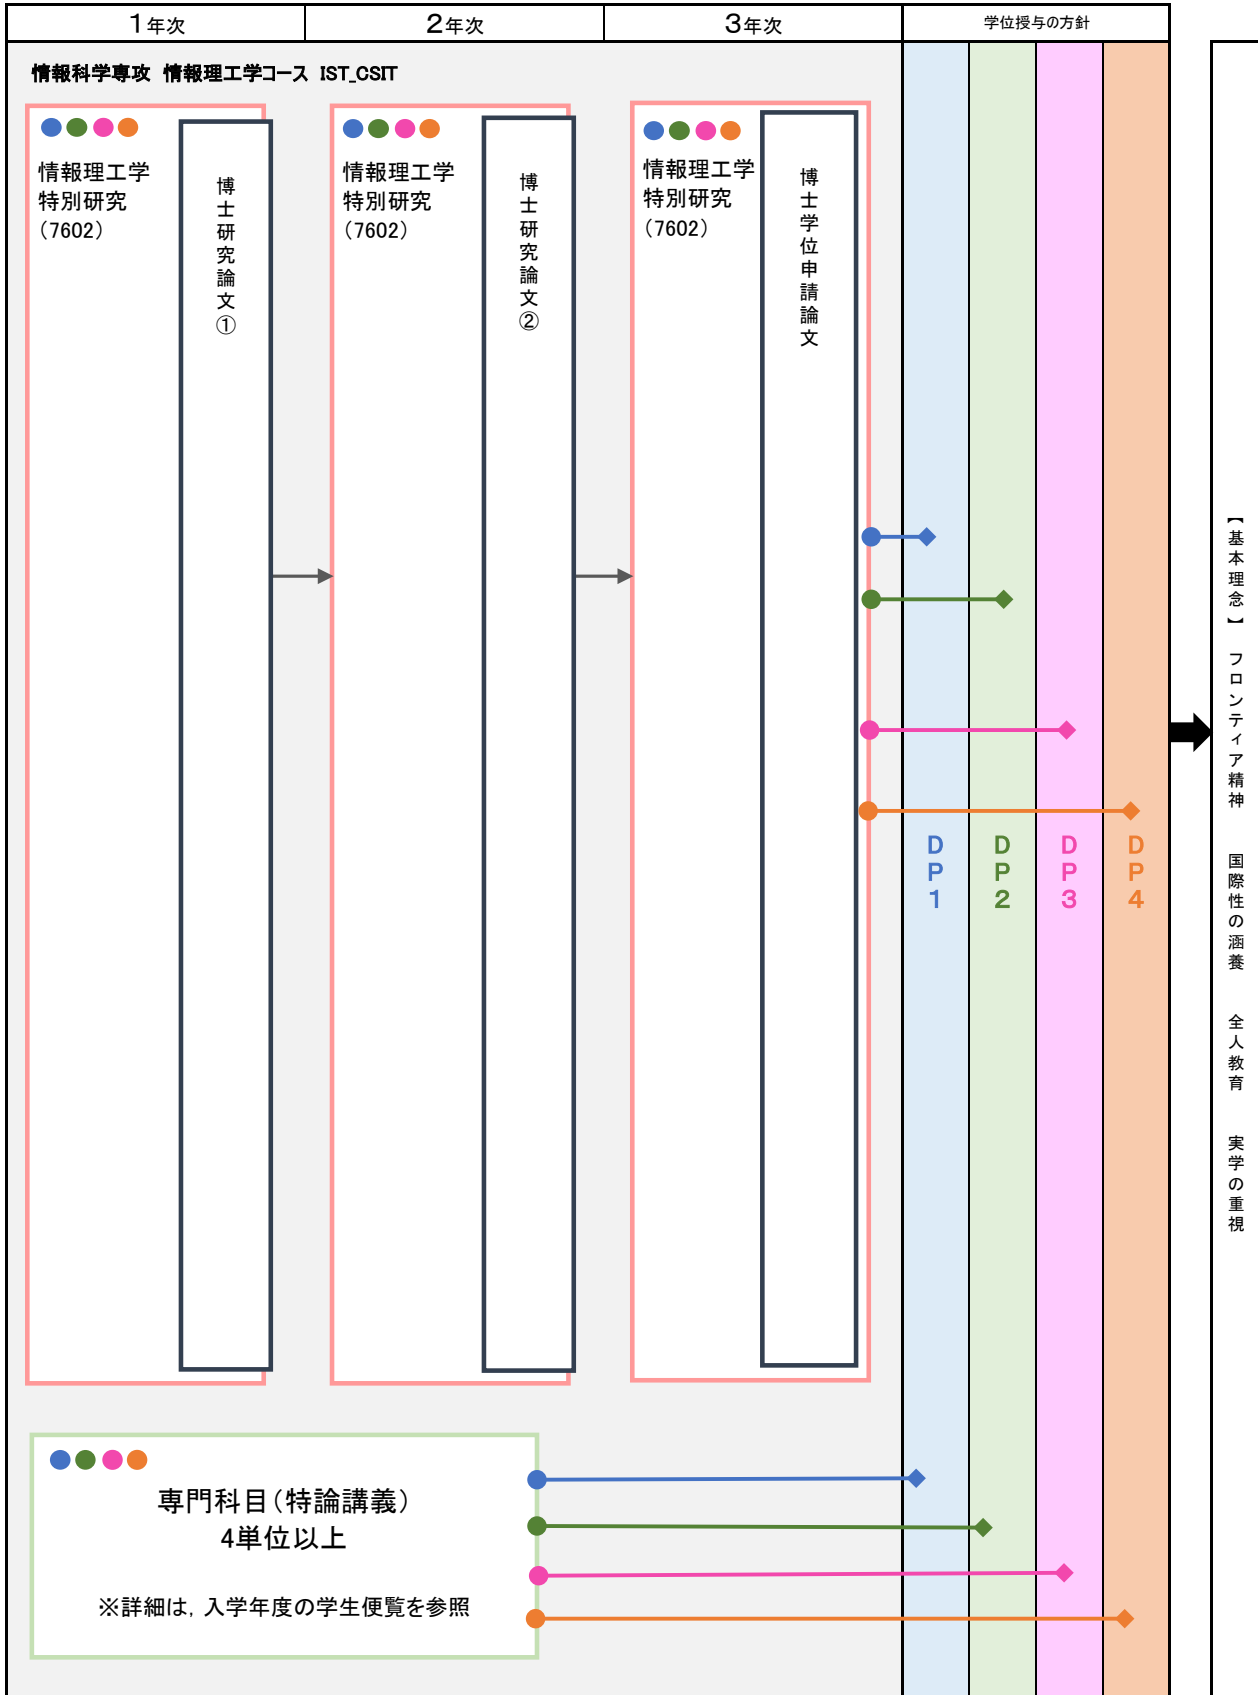 1年次
2年次
3年次
学位授与の方針
情報科学専攻 情報理工学コース IST_CSIT
情報理工学
特別研究
(7602)
博士研究論文①
情報理工学
特別研究
(7602)
博士研究論文②
情報理工学
特別研究
(7602)
博士学位申請論文
DP1
DP2
DP3
DP4
【基本理念】 フロンティア精神 国際性の涵養 全人教育 実学の重視
専門科目(特論講義)
4単位以上
※詳細は, 入学年度の学生便覧を参照